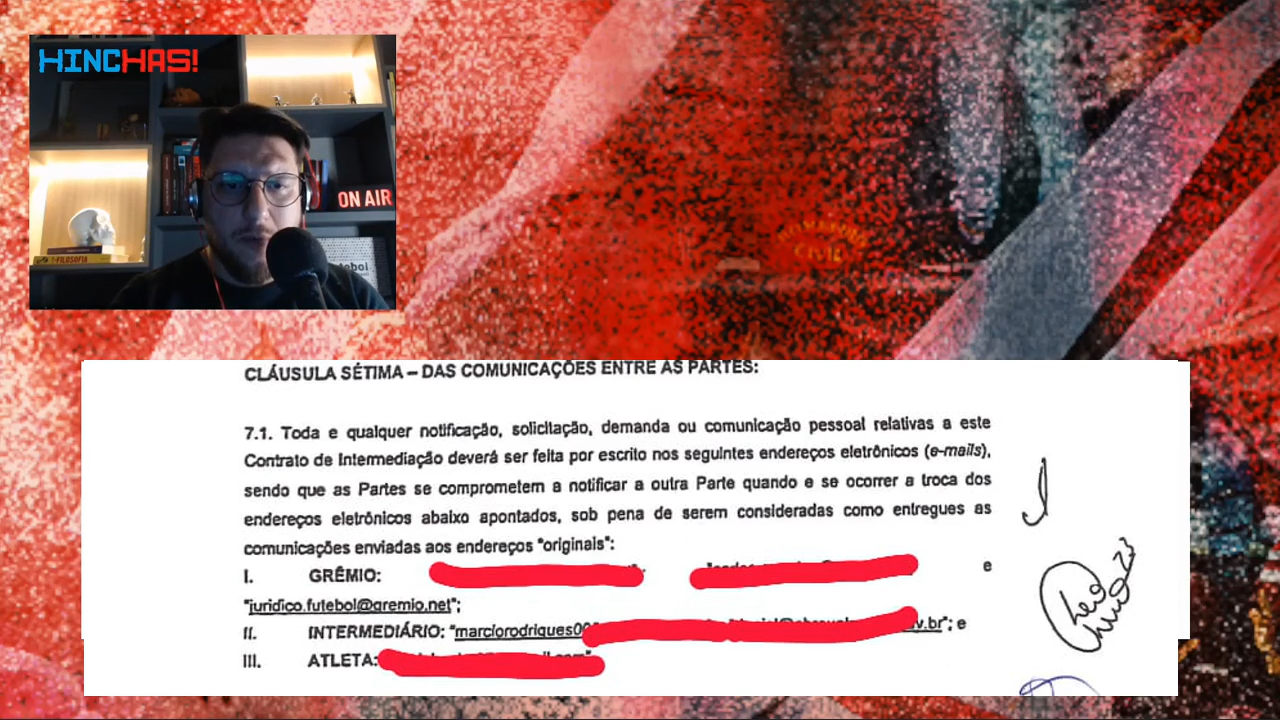 HINCHAS!
ON AIR
FILOSOFIA
CLÁUSULA SÉTIMA – DAS COMUNICAÇÕES ENTRE AS PARTES:
7.1. Toda e qualquer notificação, solicitação, demanda ou comunicação pessoal relativas a este
Contrato de Intermediação deverá ser feita por escrito nos seguintes endereços eletrônicos (e-mails),
sendo que as Partes se comprometem a notificar a outra Parte quando e se ocorrer a troca dos
endereços eletrônicos abaixo apontados, sob pena de serem consideradas como entregues as
comunicações enviadas aos endereços "originais":
I. GRÊMIO: e
"juridico.futebol@gremio.net";
II. INTERMEDIÁRIO: "marciorodrigues00 v.br"; e
III. ATLETA: